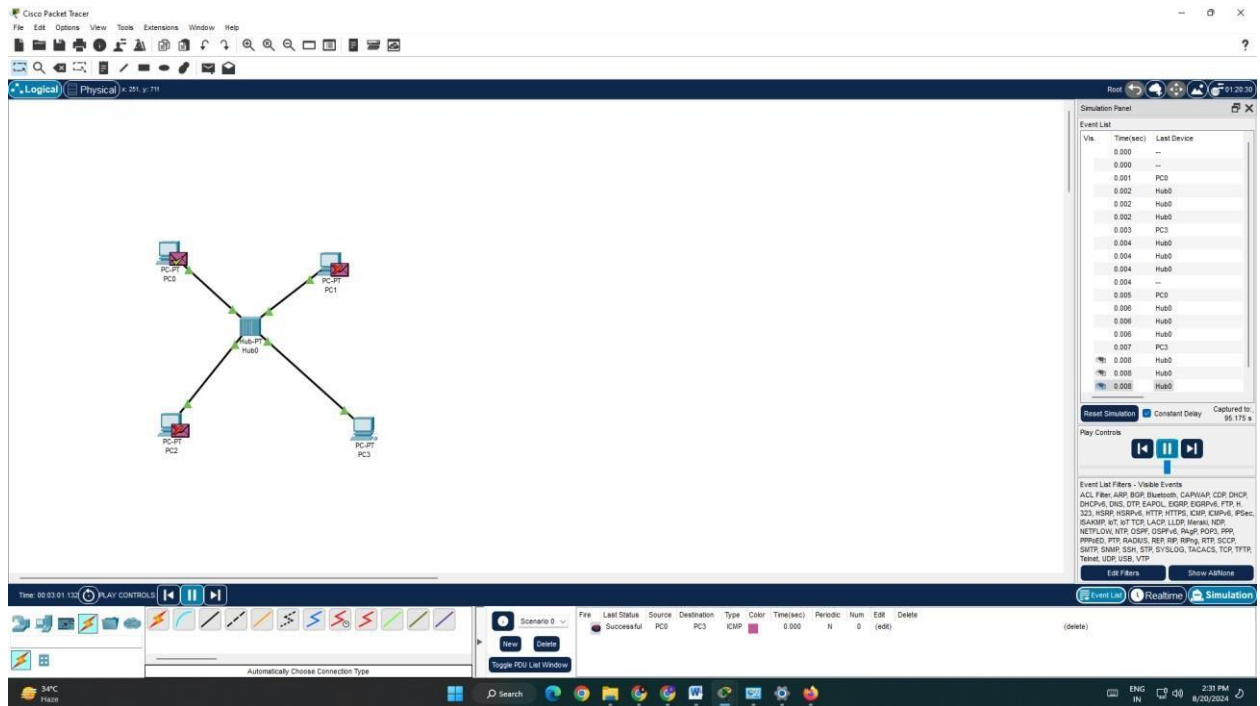 Cisco Packet Tracer
File Edit Options View Tools Extensions Window Help
?
Logical Physical x: 251, y: 711 Root 01:20:30
Simulation Panel
Event List
Vis. Time(sec) Last Device
0.000 --
0.000 --
0.001 PC0
0.002 Hub0
0.002 Hub0
0.002 Hub0
0.003 PC3
0.004 Hub0
0.004 Hub0
0.004 Hub0
0.004 --
0.005 PC0
0.006 Hub0
0.006 Hub0
0.006 Hub0
0.007 PC3
0.008 Hub0
0.008 Hub0
0.008 Hub0
Reset Simulation Constant Delay Captured to:
95.175 s
Play Controls
Event List Filters - Visible Events
ACL Filter, ARP, BGP, Bluetooth, CAPWAP, CDP, DHCP,
DHCPv6, DNS, DTP, EAPOL, EIGRP, EIGRPv6, FTP, H.
323, HSRP, HSRPv6, HTTP, HTTPS, ICMP, ICMPv6, IPSec,
ISAKMP, IoT, IoT TCP, LACP, LLDP, Meraki, NDP,
NETFLOW, NTP, OSPF, OSPFv6, PAgP, POP3, PPP,
PPPoED, PTP, RADIUS, REP, RIP, RIPng, RTP, SCCP,
SMTP, SNMP, SSH, STP, SYSLOG, TACACS, TCP, TFTP,
Telnet, UDP, USB, VTP
Edit Filters Show All/None
PC-PT
PC0
PC-PT
PC1
Hub-PT
Hub0
PC-PT
PC2
PC-PT
PC3
Time: 00:03:01.132 PLAY CONTROLS: Event List Realtime Simulation
Scenario 0
New Delete
Toggle PDU List Window
Fire Last Status Source Destination Type Color Time(sec) Periodic Num Edit Delete
Successful PC0 PC3 ICMP 0.000 N 0 (edit) (delete)
Automatically Choose Connection Type
34°C
Haze
Search
ENG
IN
2:31 PM
8/20/2024